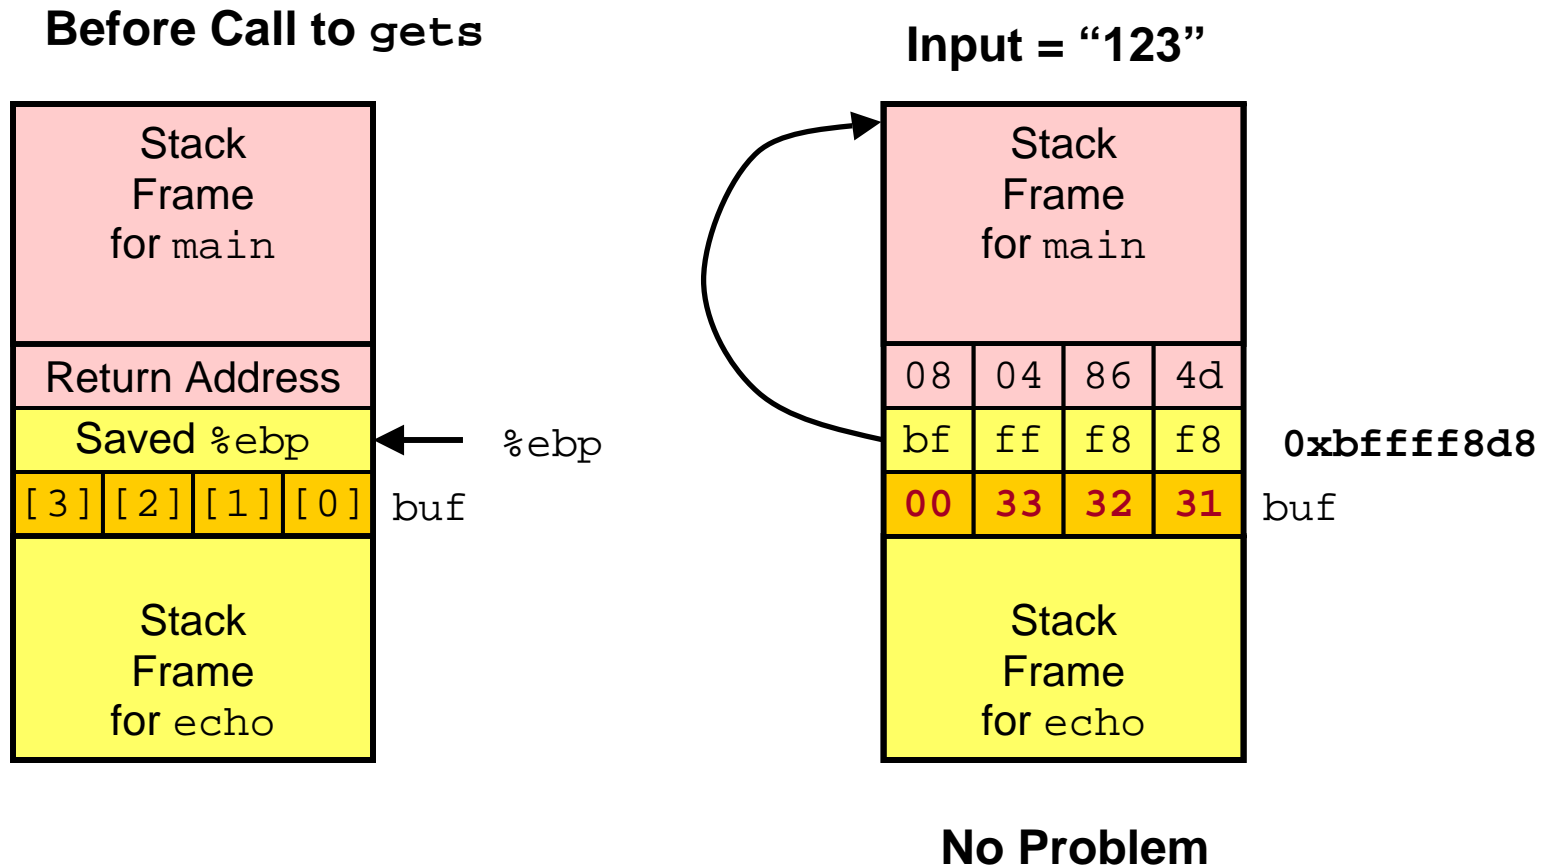 Before Call to gets
Stack
Frame
for main
Return Address
Saved %ebp
%ebp
[3] [2] [1] [0] buf
Stack
Frame
for echo
Input = “123”
Stack
Frame
for main
08 04 86 4d
bf ff f8 f8 0xbffff8d8
00 33 32 31 buf
Stack
Frame
for echo
No Problem